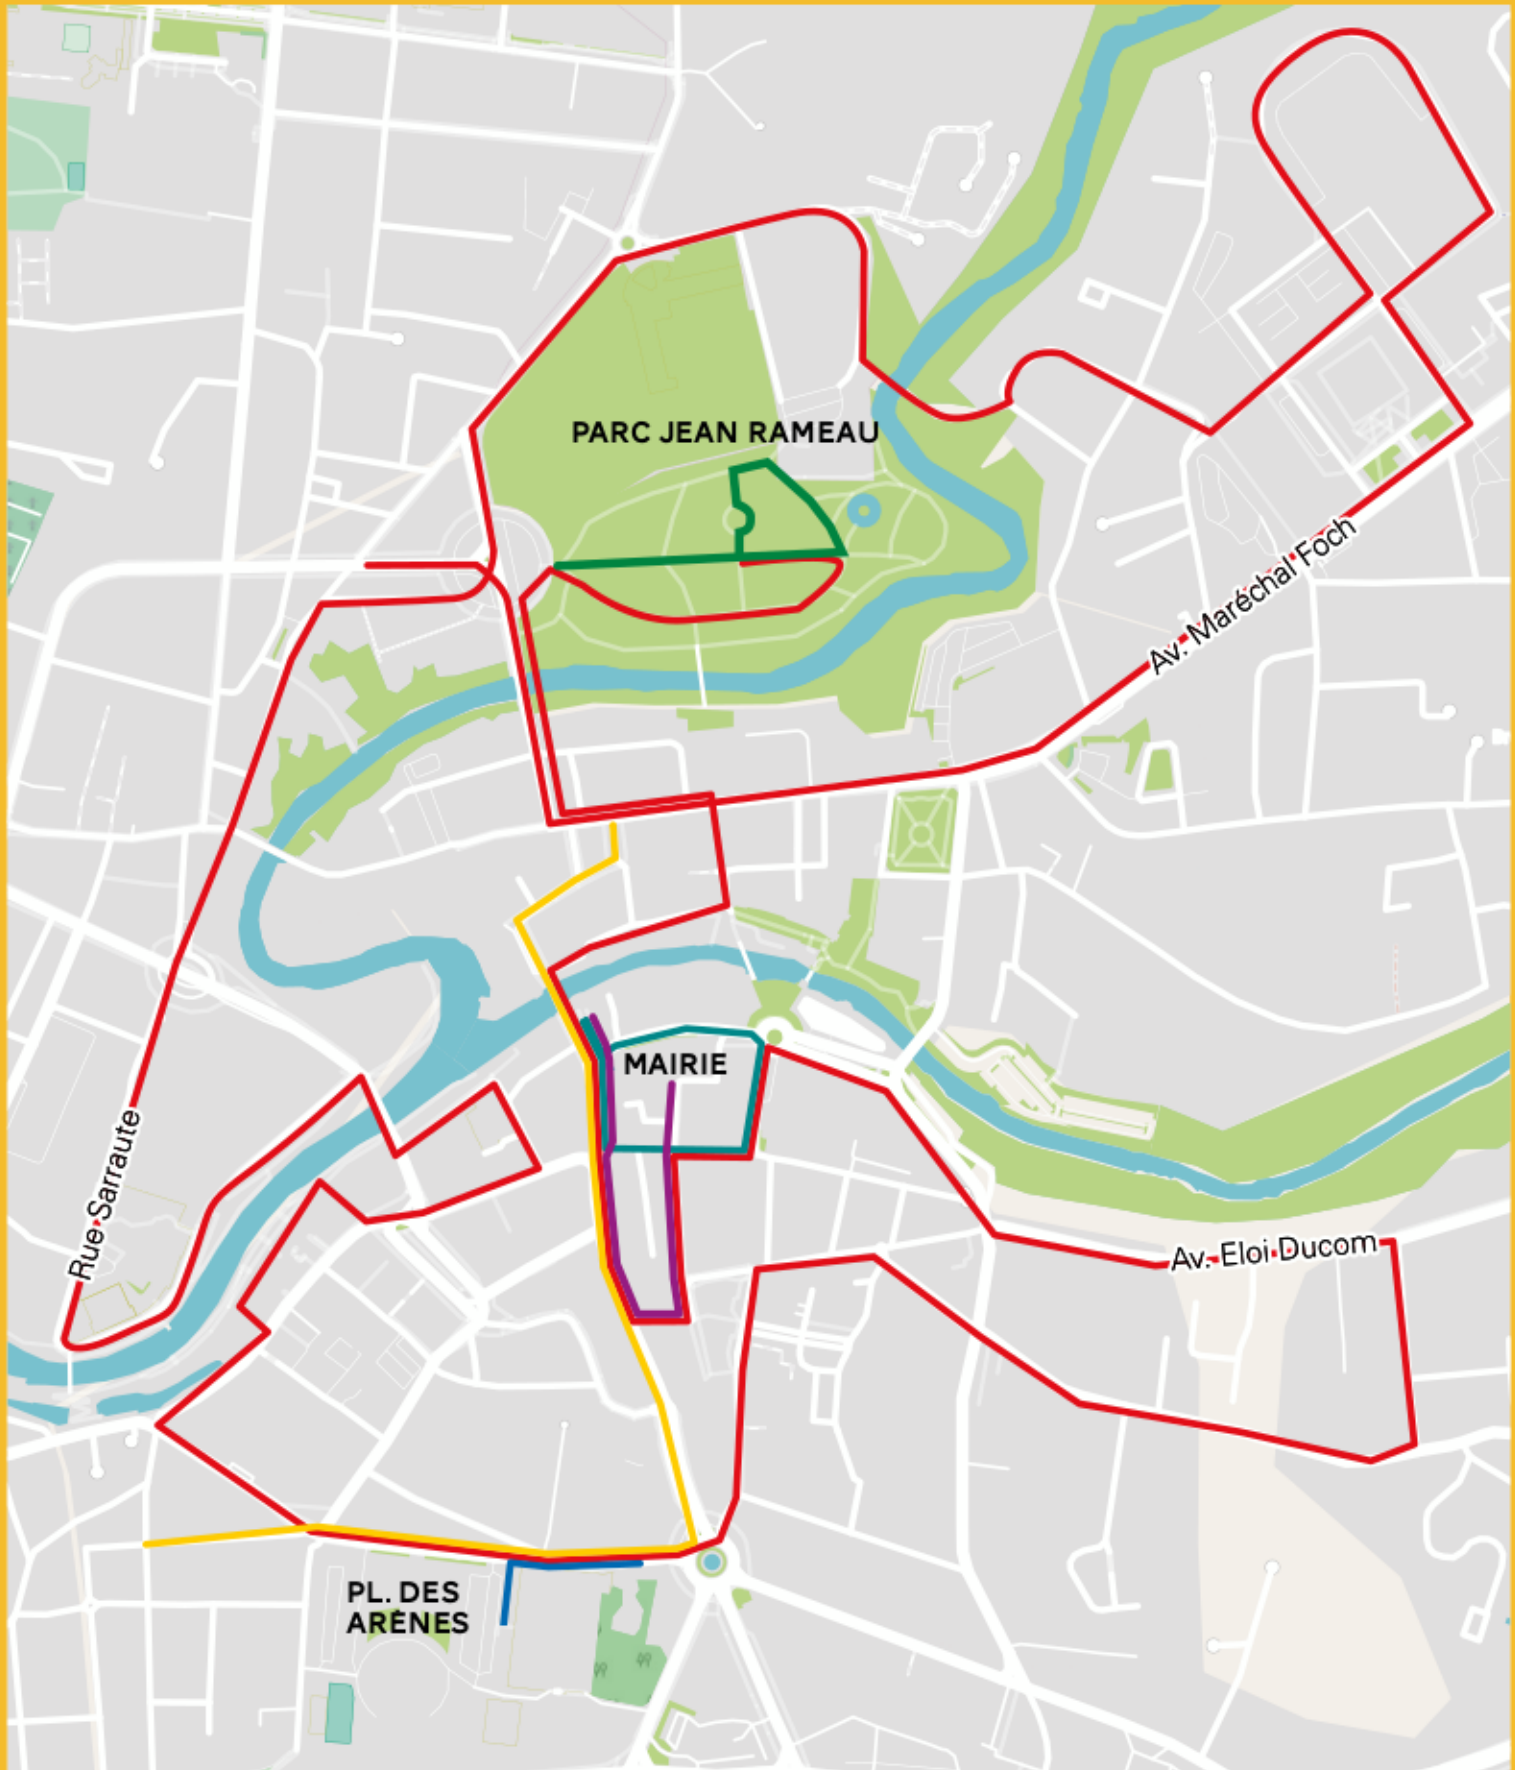 PARC JEAN RAMEAU
Av. Maréchal Foch
MAIRIE
Rue Sarraute
Av. Eloi Ducom
PL. DES
ARÈNES